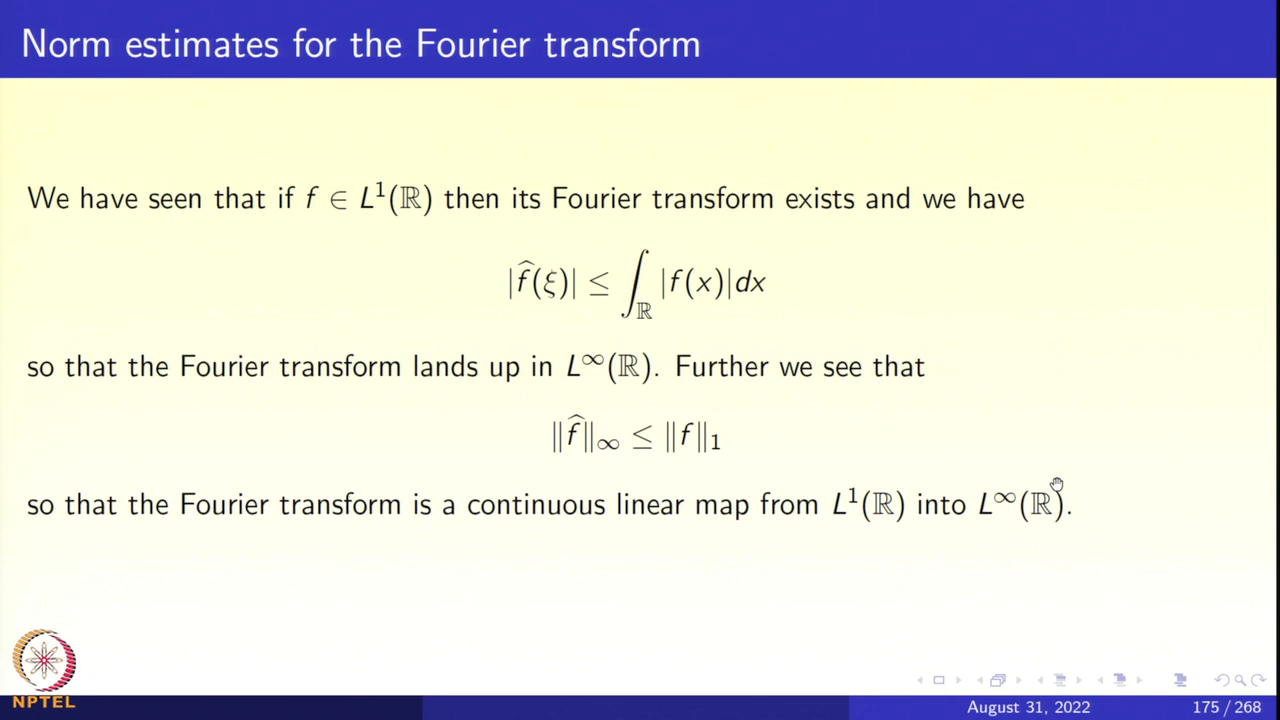 Norm estimates for the Fourier transform
We have seen that if f ∈ L¹(ℝ) then its Fourier transform exists and we have
|f̂(ξ)| ≤ ∫_ℝ |f(x)|dx
so that the Fourier transform lands up in L^∞(ℝ). Further we see that
‖f̂‖_∞ ≤ ‖f‖₁
so that the Fourier transform is a continuous linear map from L¹(ℝ) into L^∞(ℝ).
NPTEL
August 31, 2022 175 / 268